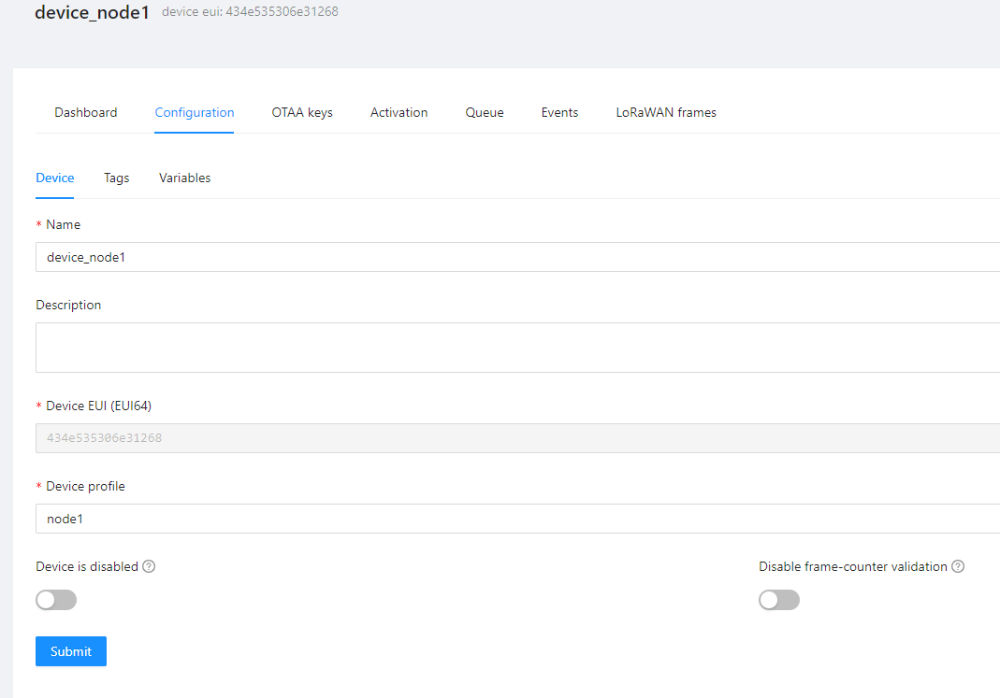 device_node1 device eui: 434e535306e31268
Dashboard Configuration OTAA keys Activation Queue Events LoRaWAN frames
Device Tags Variables
* Name
device_node1
Description
* Device EUI (EUI64)
434e535306e31268
* Device profile
node1
Device is disabled ? Disable frame-counter validation ?
Submit